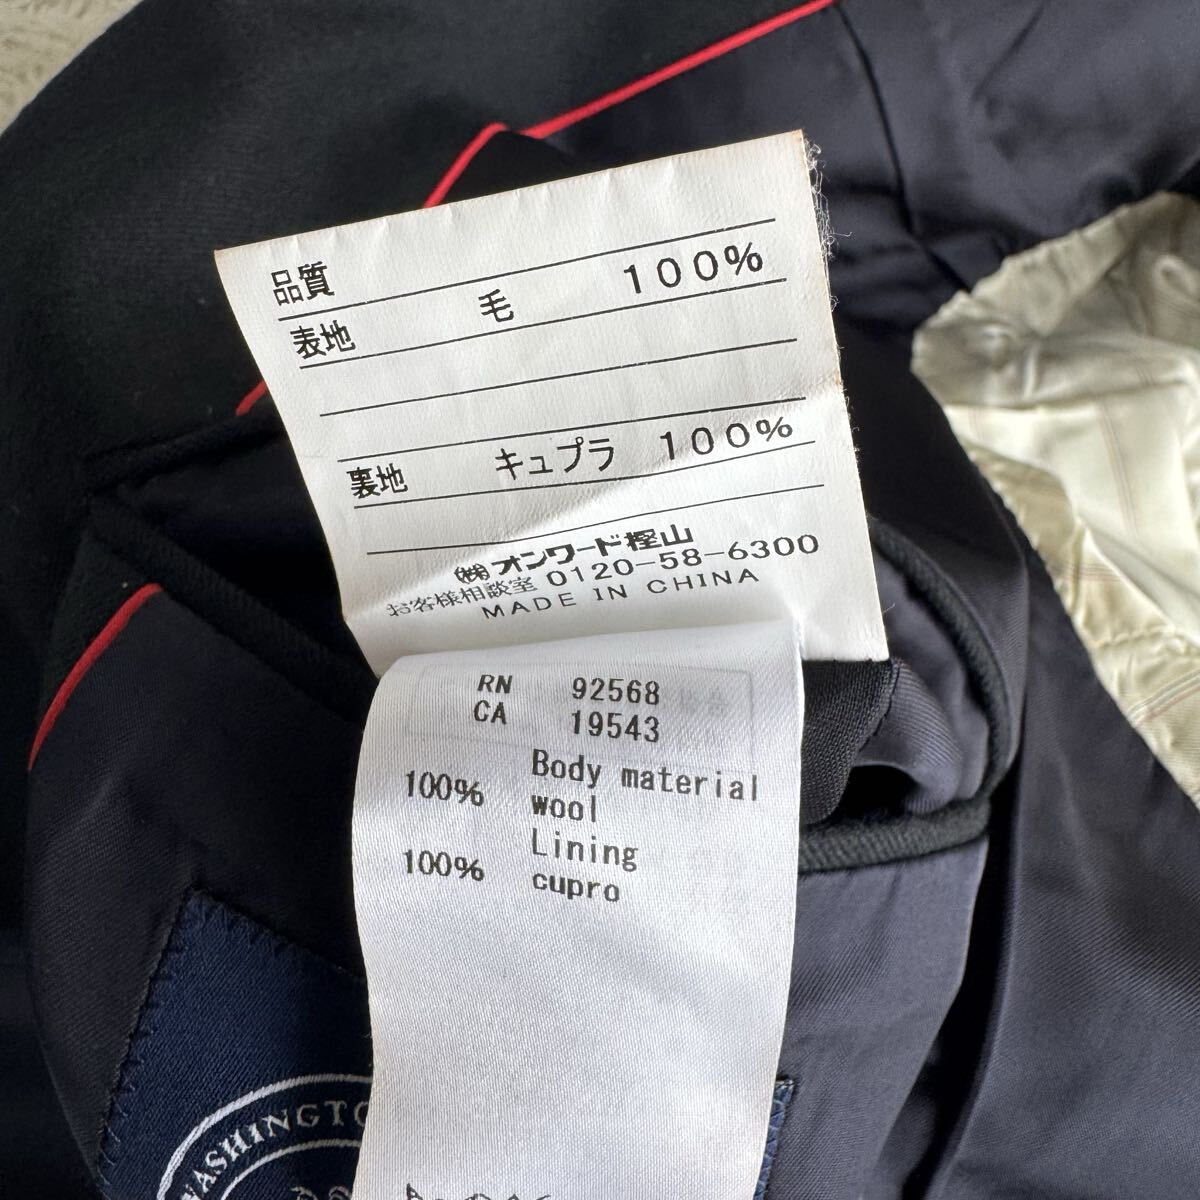 品質
表地 毛 100%
裏地 キュプラ 100%
㈱オンワード樫山
お客様相談室 0120-58-6300
MADE IN CHINA
RN 92568
CA 19543
Body material
100% wool
Lining
100% cupro